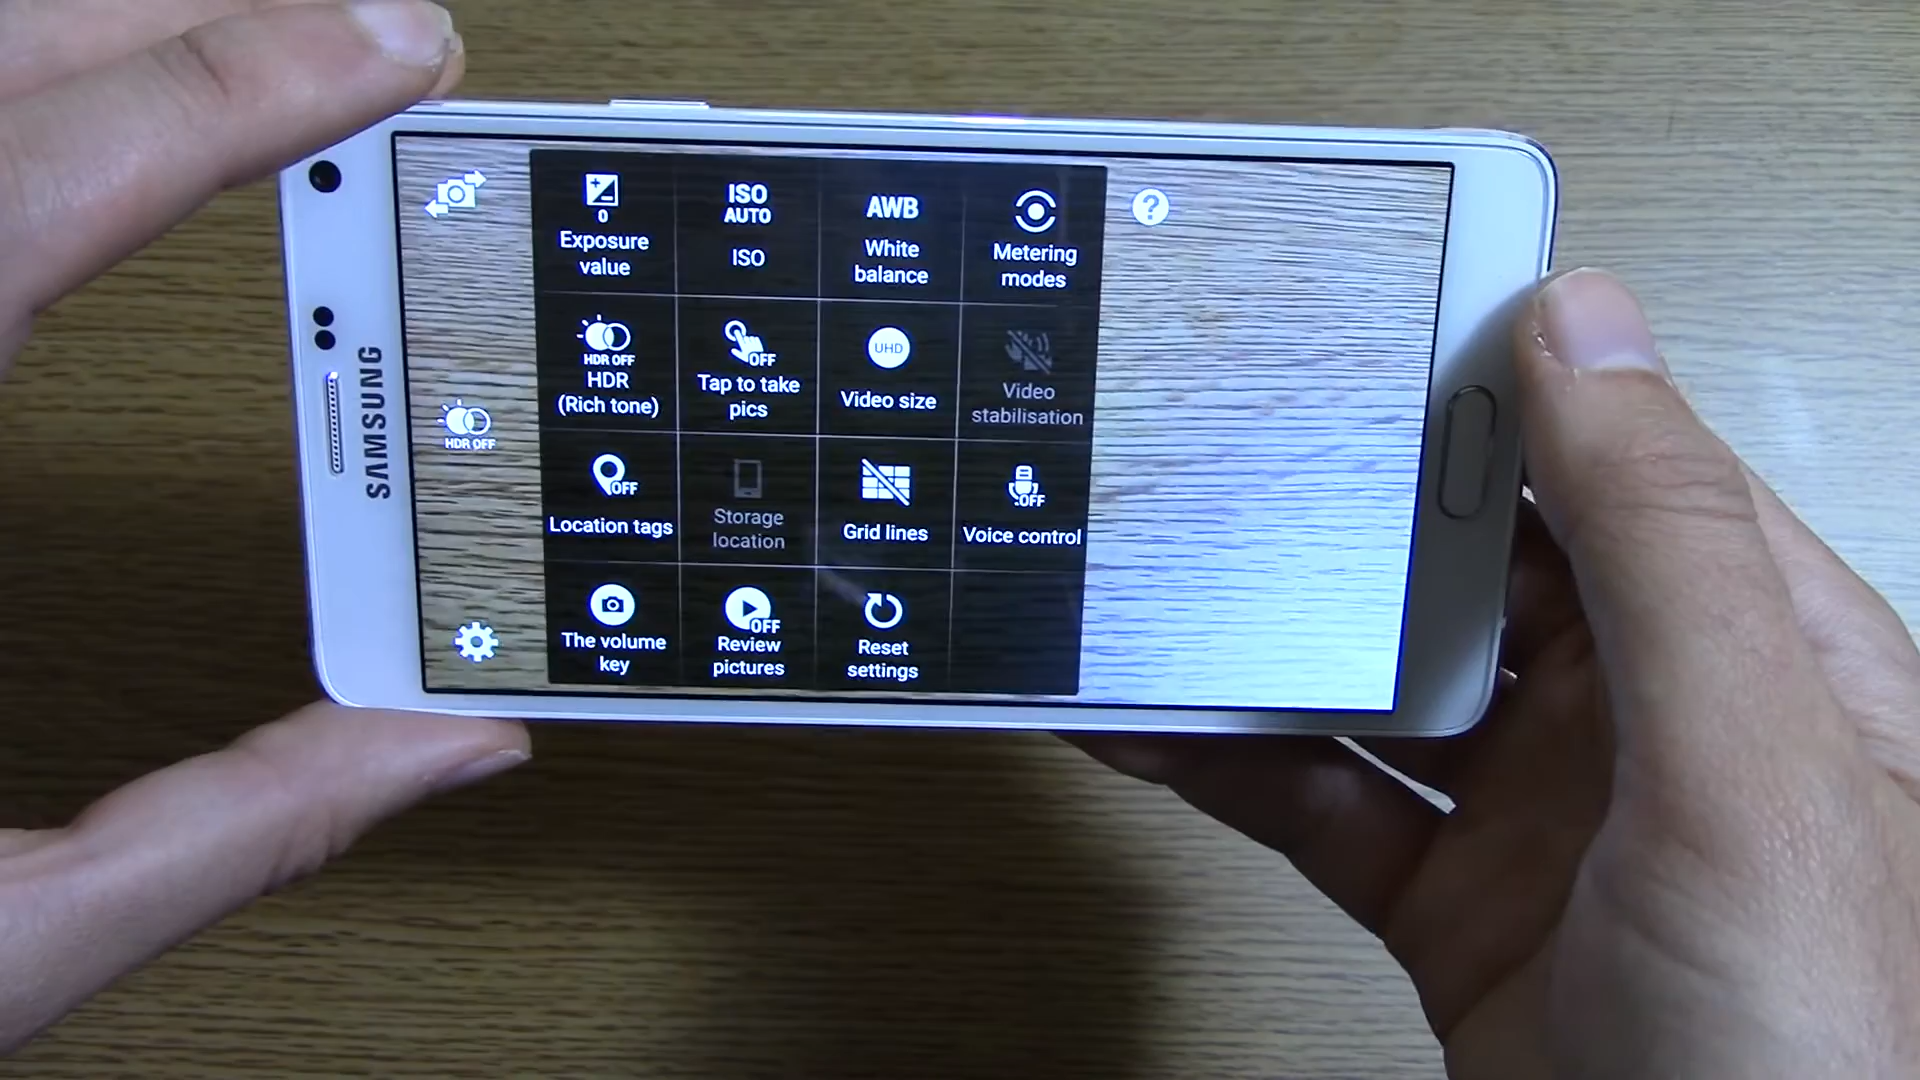 SAMSUNG
HDR OFF
0
Exposure
value
ISO
AUTO
ISO
AWB
White
balance
Metering
modes
?
HDR OFF
HDR
(Rich tone)
OFF
Tap to take
pics
UHD
Video size
Video
stabilisation
OFF
Location tags
Storage
location
Grid lines
OFF
Voice control
The volume
key
OFF
Review
pictures
Reset
settings